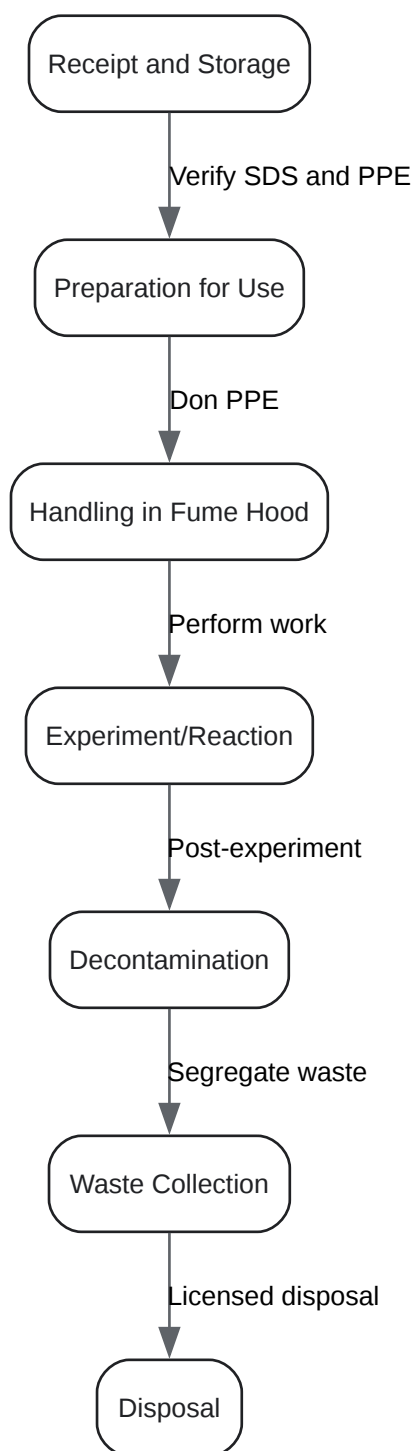 Receipt and Storage
Verify SDS and PPE
Preparation for Use
Don PPE
Handling in Fume Hood
Perform work
Experiment/Reaction
Post-experiment
Decontamination
Segregate waste
Waste Collection
Licensed disposal
Disposal